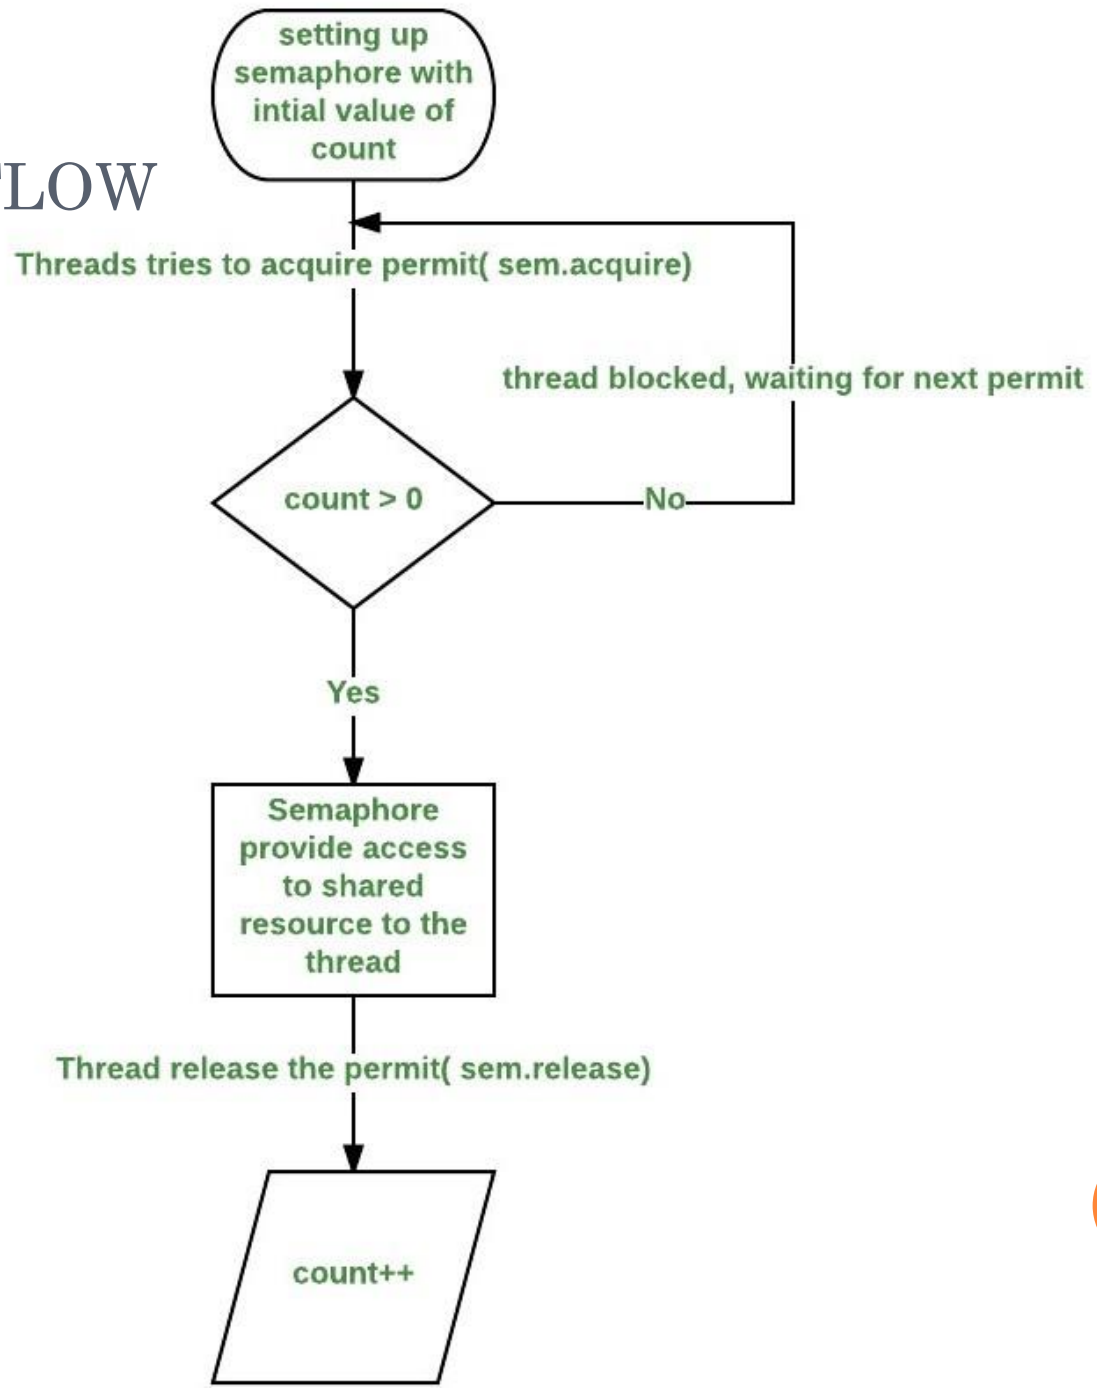 setting up
semaphore with
intial value of
count
LOW
Threads tries to acquire permit( sem.acquire)
thread blocked, waiting for next permit
count > 0
No
Yes
Semaphore
provide access
to shared
resource to the
thread
Thread release the permit( sem.release)
count++